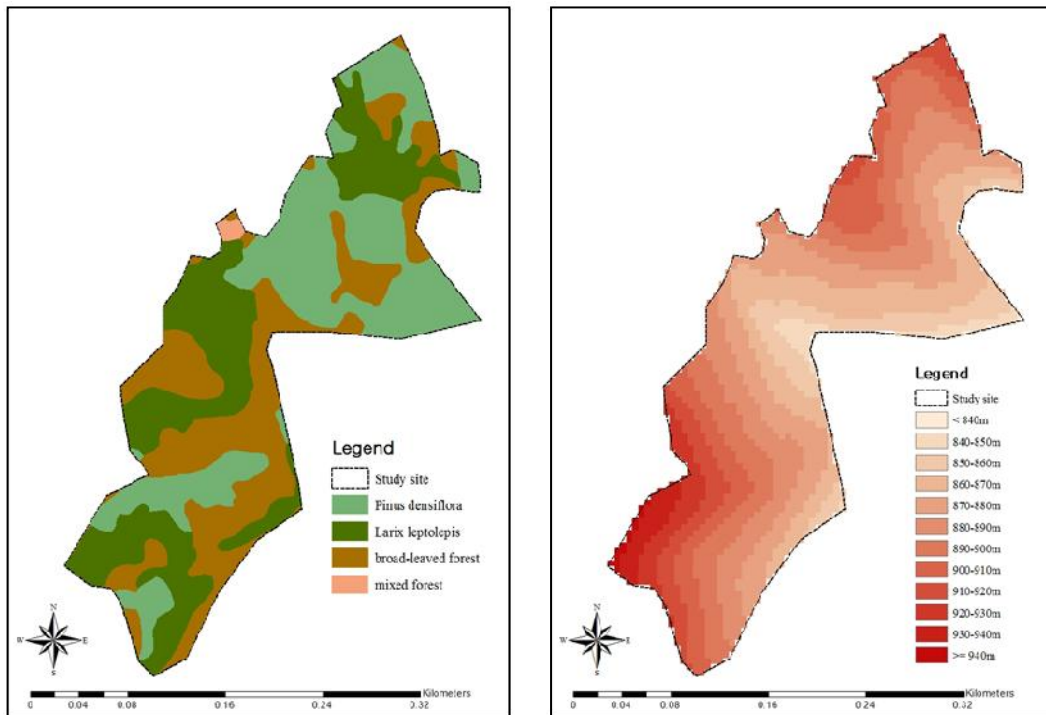 Legend
Study site
Pinus densiflora
Larix leptolepis
broad-leaved forest
mixed forest
N
W E
S
0 0.04 0.08 0.16 0.24 0.32 Kilometers
Legend
Study site
< 840m
840-850m
850-860m
860-870m
870-880m
880-890m
890-900m
900-910m
910-920m
920-930m
930-940m
>= 940m
N
W E
S
0 0.04 0.08 0.16 0.24 0.32 Kilometers